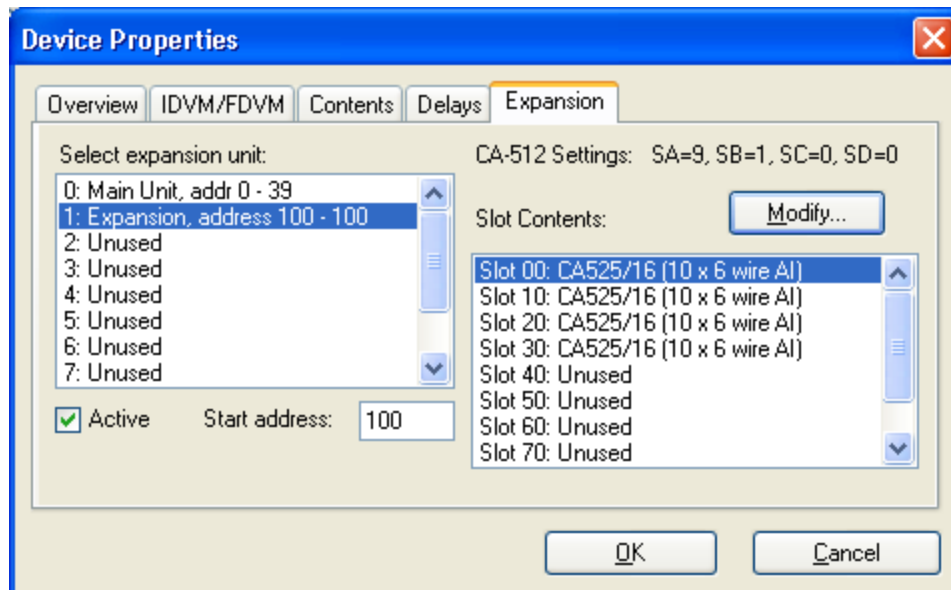 Device Properties
Overview IDVM/FDVM Contents Delays Expansion
Select expansion unit:
0: Main Unit, addr 0 - 39
1: Expansion, address 100 - 100
2: Unused
3: Unused
4: Unused
5: Unused
6: Unused
7: Unused
Active Start address: 100
CA-512 Settings: SA=9, SB=1, SC=0, SD=0
Slot Contents: Modify...
Slot 00: CA525/16 (10 x 6 wire AI)
Slot 10: CA525/16 (10 x 6 wire AI)
Slot 20: CA525/16 (10 x 6 wire AI)
Slot 30: CA525/16 (10 x 6 wire AI)
Slot 40: Unused
Slot 50: Unused
Slot 60: Unused
Slot 70: Unused
OK Cancel